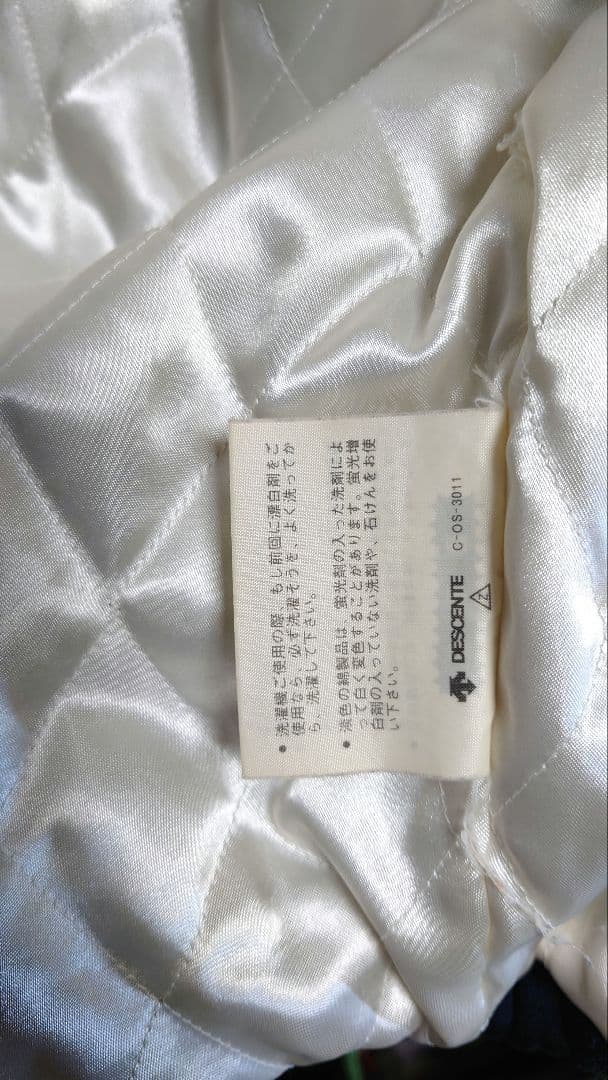 ● 洗濯機ご使用の際、もし前回に漂白剤をご
使用なら、必ず洗濯そうを、よく洗ってか
ら、洗濯して下さい。
● 淡色の綿製品は、蛍光剤の入った洗剤によ
って白く変色することがあります。蛍光増
白剤の入っていない洗剤や、石けんをお使
い下さい。
DESCENTE C-OS-3011
Z